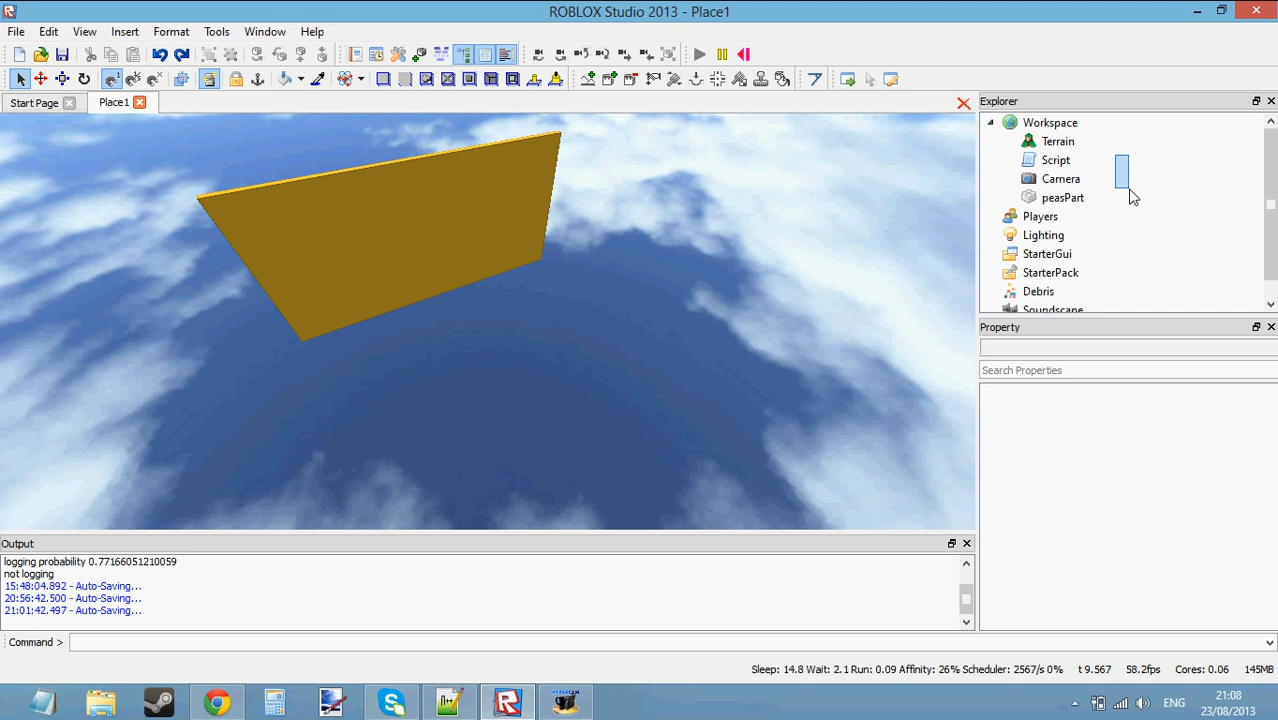 ROBLOX Studio 2013 - Place1
File Edit View Insert Format Tools Window Help
Start Page Place1
Explorer
Workspace
Terrain
Script
Camera
peasPart
Players
Lighting
StarterGui
StarterPack
Debris
Soundscape
Property
Search Properties
Output
logging probability 0.77166051210059
not logging
15:48:04.892 - Auto-Saving...
20:56:42.500 - Auto-Saving...
21:01:42.497 - Auto-Saving...
Command >
Sleep: 14.8 Wait: 2.1 Run: 0.09 Affinity: 26% Scheduler: 2567/s 0% t 9.567 58.2fps Cores: 0.06 145MB
ENG
21:08
23/08/2013